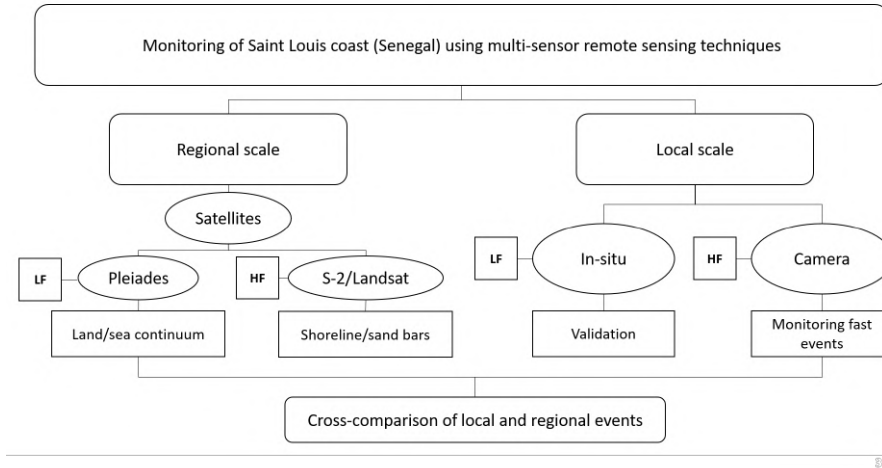 Monitoring of Saint Louis coast (Senegal) using multi-sensor remote sensing techniques
Regional scale
Local scale
Satellites
LF
Pleiades
HF
S-2/Landsat
LF
In-situ
HF
Camera
Land/sea continuum
Shoreline/sand bars
Validation
Monitoring fast
events
Cross-comparison of local and regional events